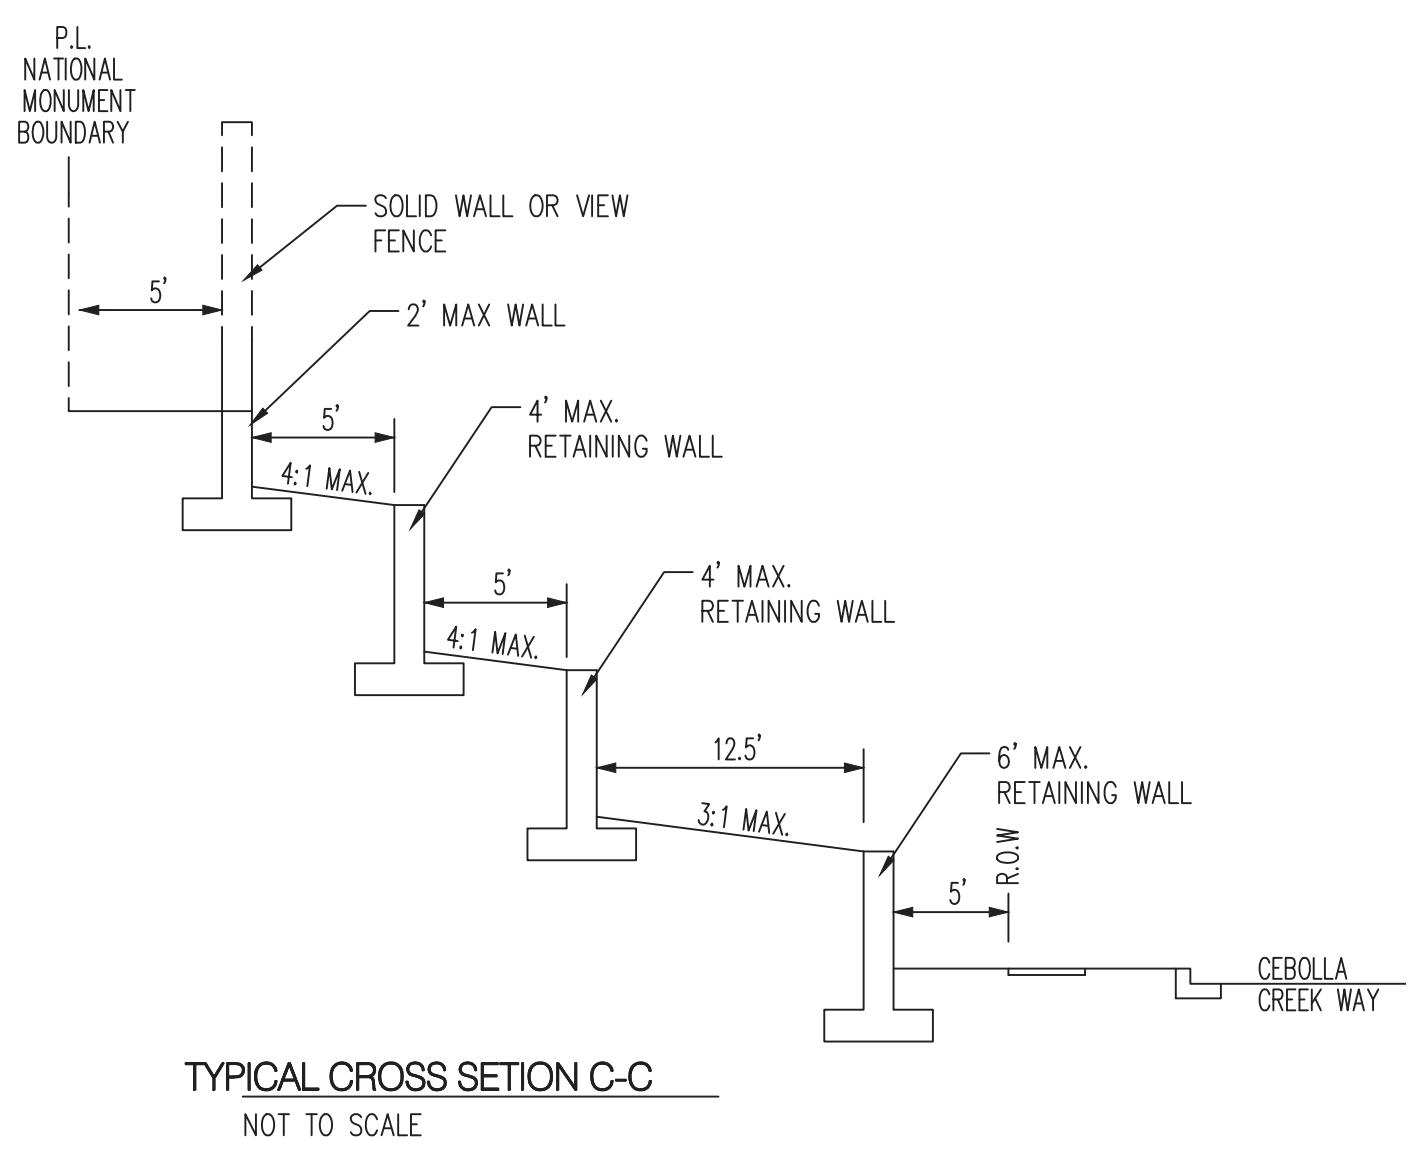 P.L.
NATIONAL
MONUMENT
BOUNDARY
SOLID WALL OR VIEW
FENCE
5'
2' MAX WALL
5'
4' MAX.
RETAINING WALL
4:1 MAX.
5'
4' MAX.
RETAINING WALL
4:1 MAX.
12.5'
6' MAX.
RETAINING WALL
3:1 MAX.
R.O.W
5'
CEBOLLA
CREEK WAY
TYPICAL CROSS SETION C-C
NOT TO SCALE